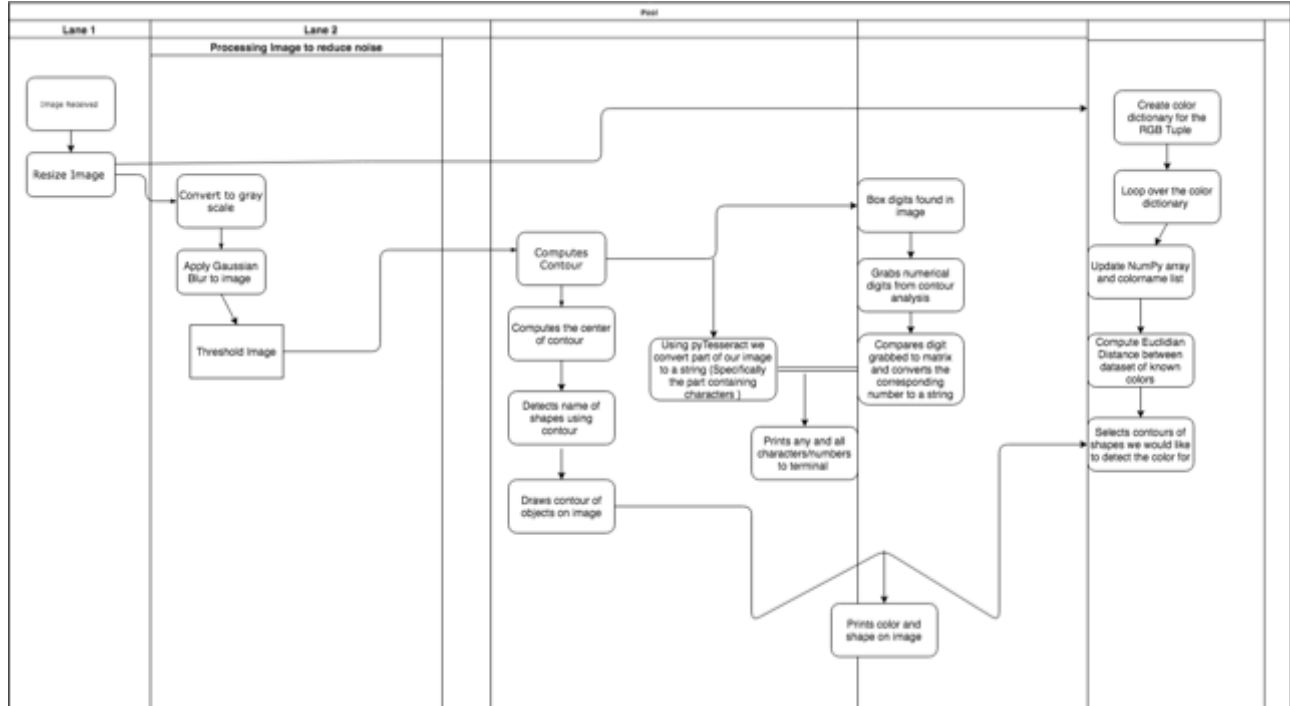 Pool
Lane 1
Lane 2
Processing Image to reduce noise
Image Received
Resize Image
Convert to gray
scale
Apply Gaussian
Blur to image
Threshold Image
Computes
Contour
Computes the center
of contour
Detects name of
shapes using
contour
Draws contour of
objects on image
Using pyTesseract we
convert part of our image
to a string (Specifically
the part containing
characters )
Prints any and all
characters/numbers
to terminal
Box digits found in
image
Grabs numerical
digits from contour
analysis
Compares digit
grabbed to matrix
and converts the
corresponding
number to a string
Prints color and
shape on image
Create color
dictionary for the
RGB Tuple
Loop over the color
dictionary
Update NumPy array
and colorname list
Compute Euclidian
Distance between
dataset of known
colors
Selects contours of
shapes we would like
to detect the color for